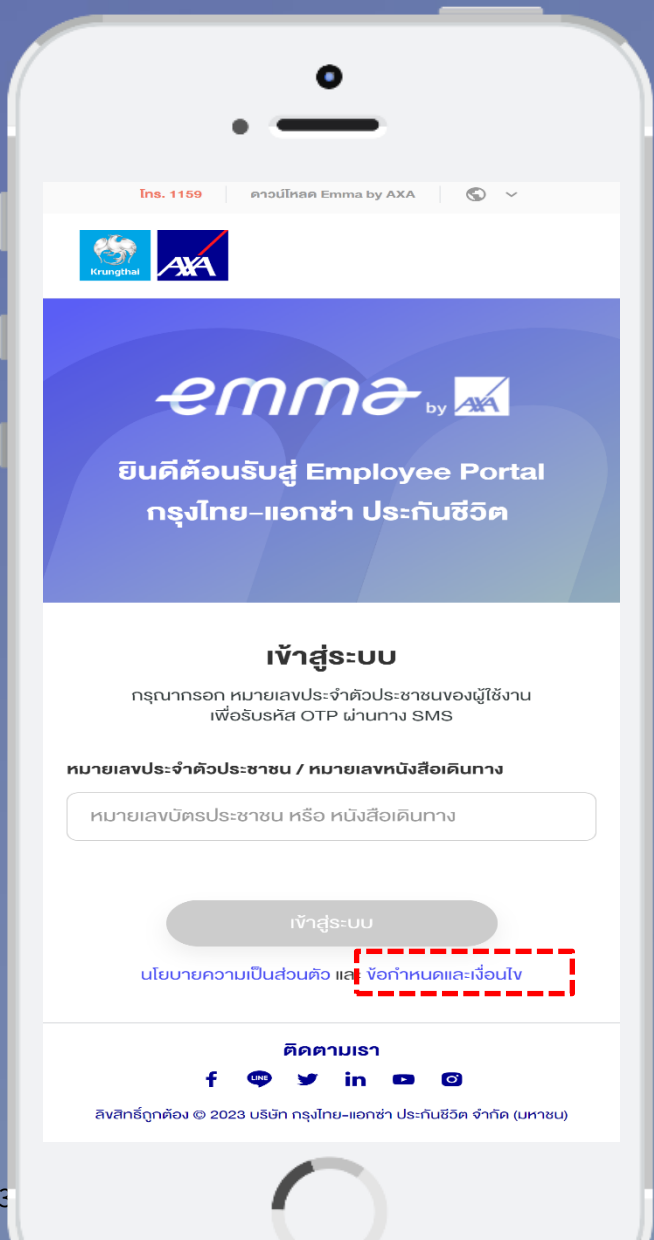 โทร. 1159 ดาวน์โหลด Emma by AXA
Krungthai AXA
emma by AXA
ยินดีต้อนรับสู่ Employee Portal
กรุงไทย-แอกซ่า ประกันชีวิต
เข้าสู่ระบบ
กรุณากรอก หมายเลขประจำตัวประชาชนของผู้ใช้งาน
เพื่อรับรหัส OTP ผ่านทาง SMS
หมายเลขประจำตัวประชาชน / หมายเลขหนังสือเดินทาง
หมายเลขบัตรประชาชน หรือ หนังสือเดินทาง
เข้าสู่ระบบ
นโยบายความเป็นส่วนตัว และ ข้อกำหนดและเงื่อนไข
ติดตามเรา
f LINE in
ลิขสิทธิ์ถูกต้อง © 2023 บริษัท กรุงไทย-แอกซ่า ประกันชีวิต จำกัด (มหาชน)